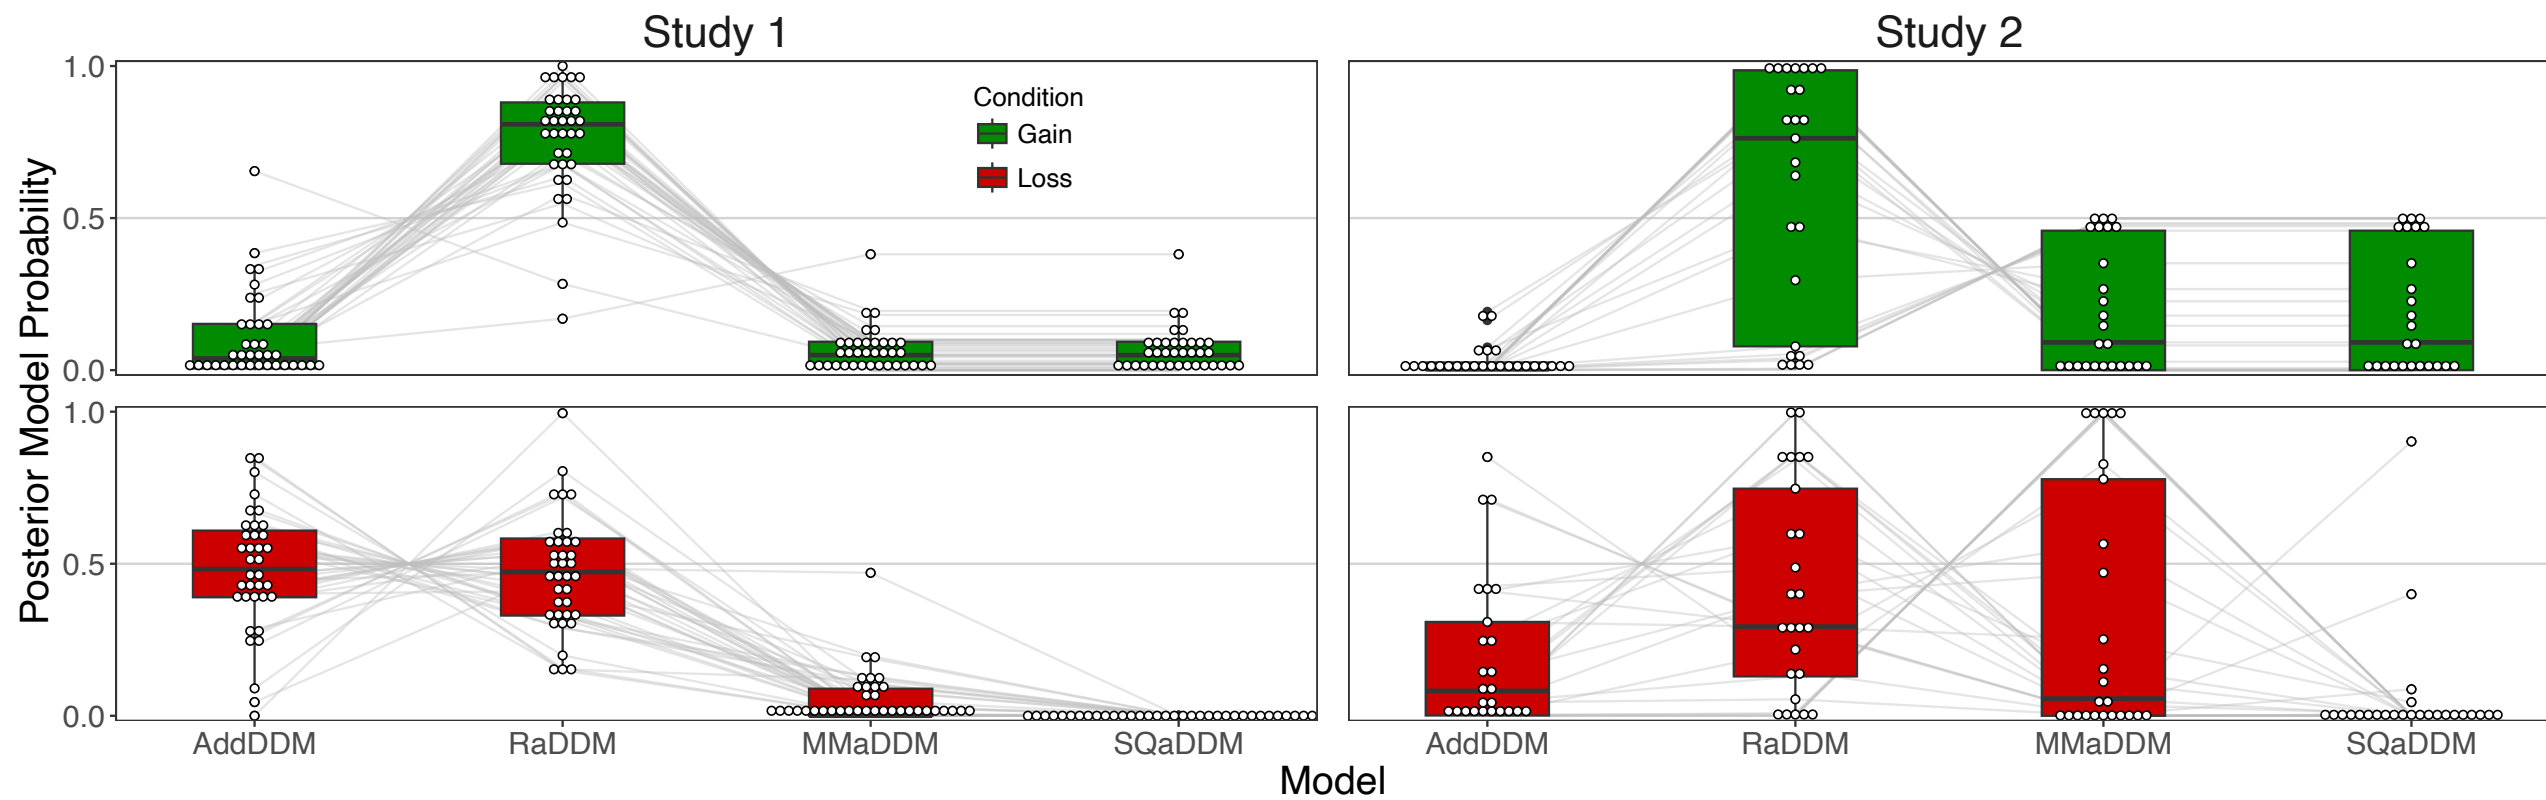 Study 1
Study 2
Posterior Model Probability
1.0
0.5
0.0
Condition
Gain
Loss
1.0
0.5
0.0
AddDDM RaDDM MMaDDM SQaDDM
AddDDM RaDDM MMaDDM SQaDDM
Model